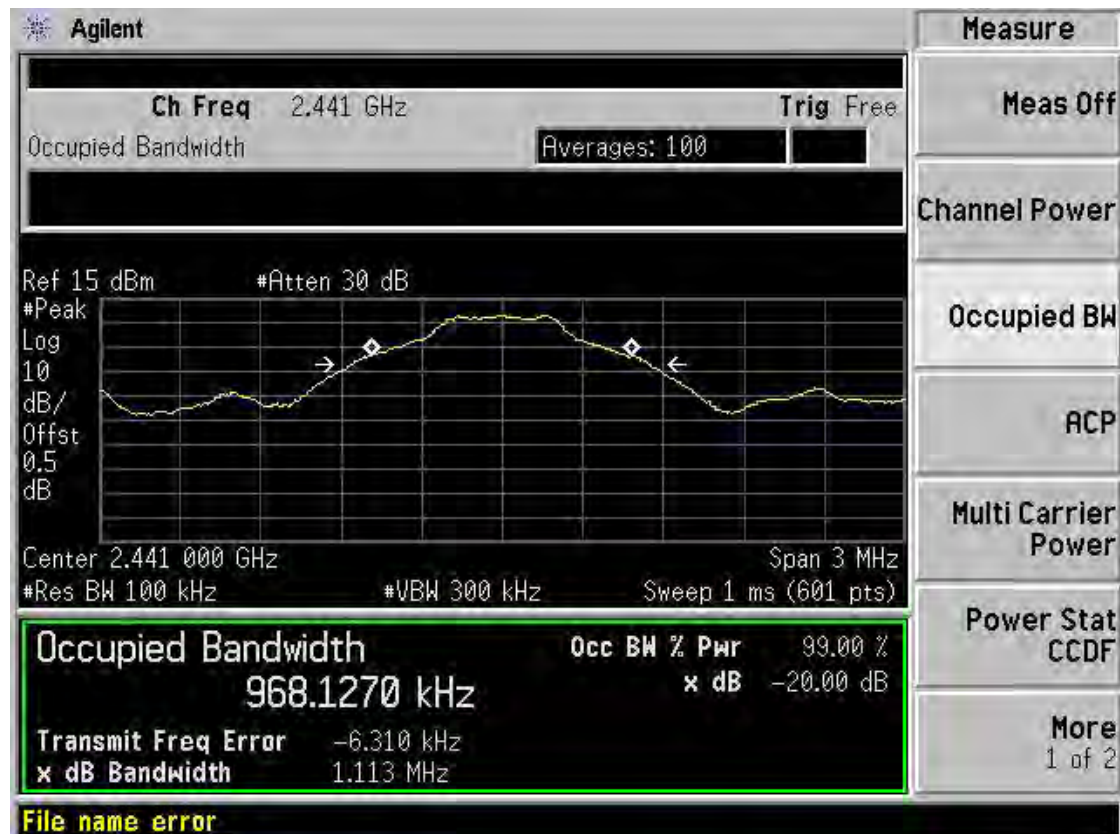 Agilent
Measure
Ch Freq 2.441 GHz Trig Free
Occupied Bandwidth Averages: 100
Ref 15 dBm #Atten 30 dB
#Peak
Log
10
dB/
Offst
0.5
dB
Center 2.441 000 GHz Span 3 MHz
#Res BW 100 kHz #VBW 300 kHz Sweep 1 ms (601 pts)
Occupied Bandwidth
968.1270 kHz
Occ BW % Pwr 99.00 %
x dB -20.00 dB
Transmit Freq Error -6.310 kHz
x dB Bandwidth 1.113 MHz
File name error
Meas Off
Channel Power
Occupied BW
ACP
Multi Carrier
Power
Power Stat
CCDF
More
1 of 2